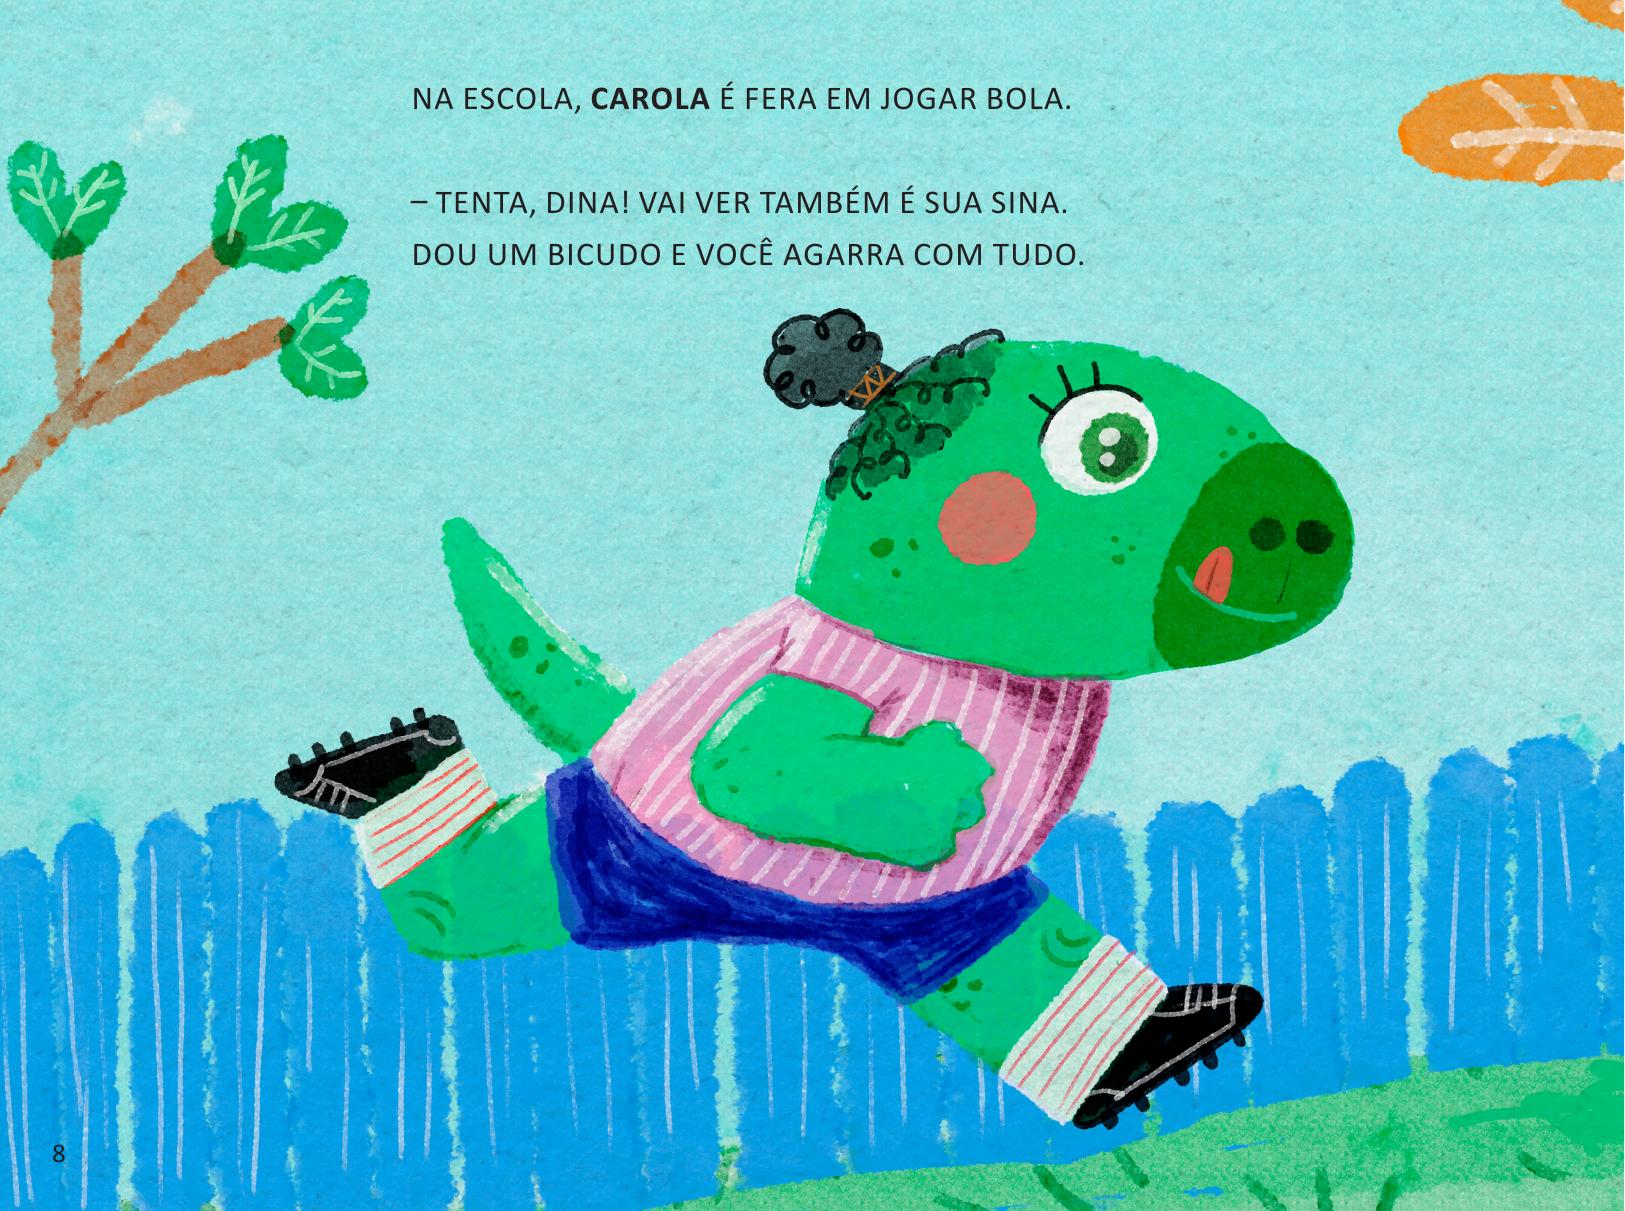 NA ESCOLA, CAROLA É FERA EM JOGAR BOLA.
– TENTA, DINA! VAI VER TAMBÉM É SUA SINA.
DOU UM BICUDO E VOCÊ AGARRA COM TUDO.
8